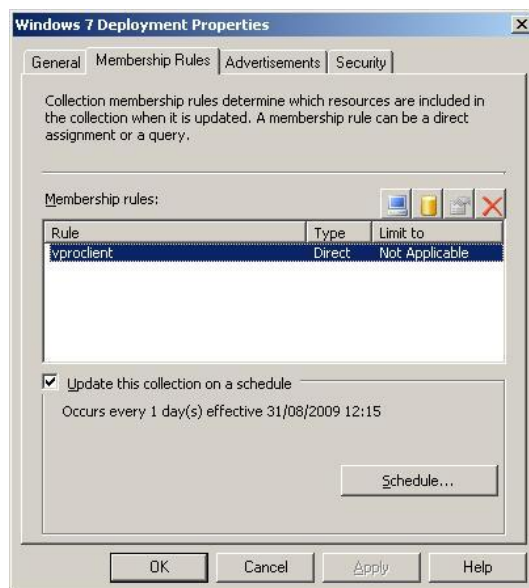 Windows 7 Deployment Properties
General Membership Rules Advertisements Security
Collection membership rules determine which resources are included in
the collection when it is updated. A membership rule can be a direct
assignment or a query.
Membership rules:
Rule Type Limit to
vproclient Direct Not Applicable
Update this collection on a schedule
Occurs every 1 day(s) effective 31/08/2009 12:15
Schedule...
OK Cancel Apply Help